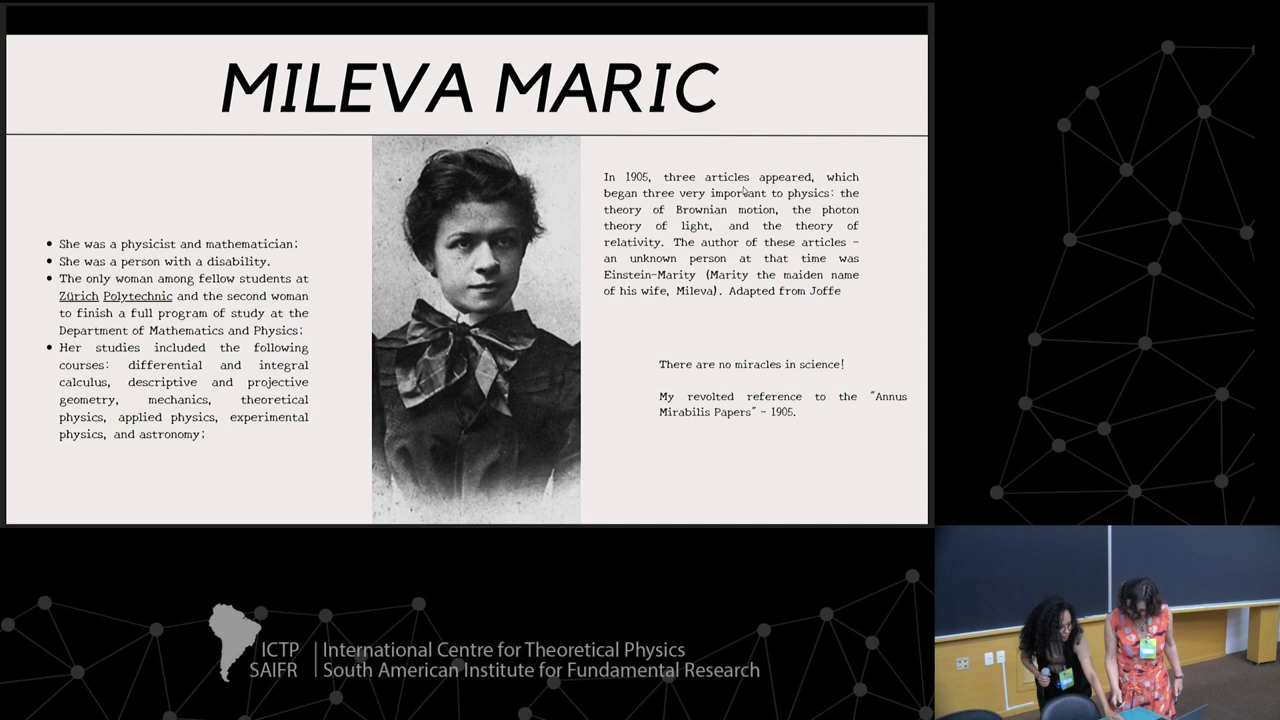 MILEVA MARIC
She was a physicist and mathematician;
She was a person with a disability.
The only woman among fellow students at
Zürich Polytechnic and the second woman
to finish a full program of study at the
Department of Mathematics and Physics;
Her studies included the following
courses: differential and integral
calculus, descriptive and projective
geometry, mechanics, theoretical
physics, applied physics, experimental
physics, and astronomy;
In 1905, three articles appeared, which
began three very important to physics: the
theory of Brownian motion, the photon
theory of light, and the theory of
relativity. The author of these articles –
an unknown person at that time was
Einstein-Marity (Marity the maiden name
of his wife, Mileva). Adapted from Joffe
There are no miracles in science!
My revolted reference to the "Annus
Mirabilis Papers" – 1905.
ICTP
SAIFR
International Centre for Theoretical Physics
South American Institute for Fundamental Research